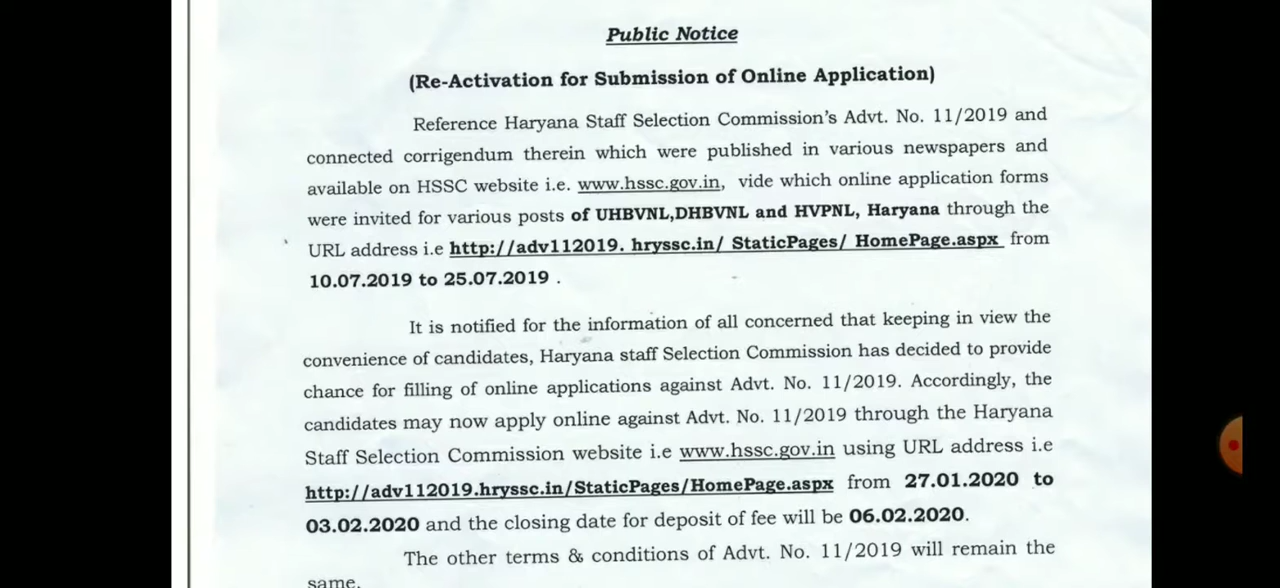 Public Notice
(Re-Activation for Submission of Online Application)
Reference Haryana Staff Selection Commission's Advt. No. 11/2019 and
connected corrigendum therein which were published in various newspapers and
available on HSSC website i.e. www.hssc.gov.in, vide which online application forms
were invited for various posts of UHBVNL,DHBVNL and HVPNL, Haryana through the
URL address i.e http://adv112019. hryssc.in/ StaticPages/ HomePage.aspx from
10.07.2019 to 25.07.2019 .
It is notified for the information of all concerned that keeping in view the
convenience of candidates, Haryana staff Selection Commission has decided to provide
chance for filling of online applications against Advt. No. 11/2019. Accordingly, the
candidates may now apply online against Advt. No. 11/2019 through the Haryana
Staff Selection Commission website i.e www.hssc.gov.in using URL address i.e
http://adv112019.hryssc.in/StaticPages/HomePage.aspx from 27.01.2020 to
03.02.2020 and the closing date for deposit of fee will be 06.02.2020.
The other terms & conditions of Advt. No. 11/2019 will remain the
same.